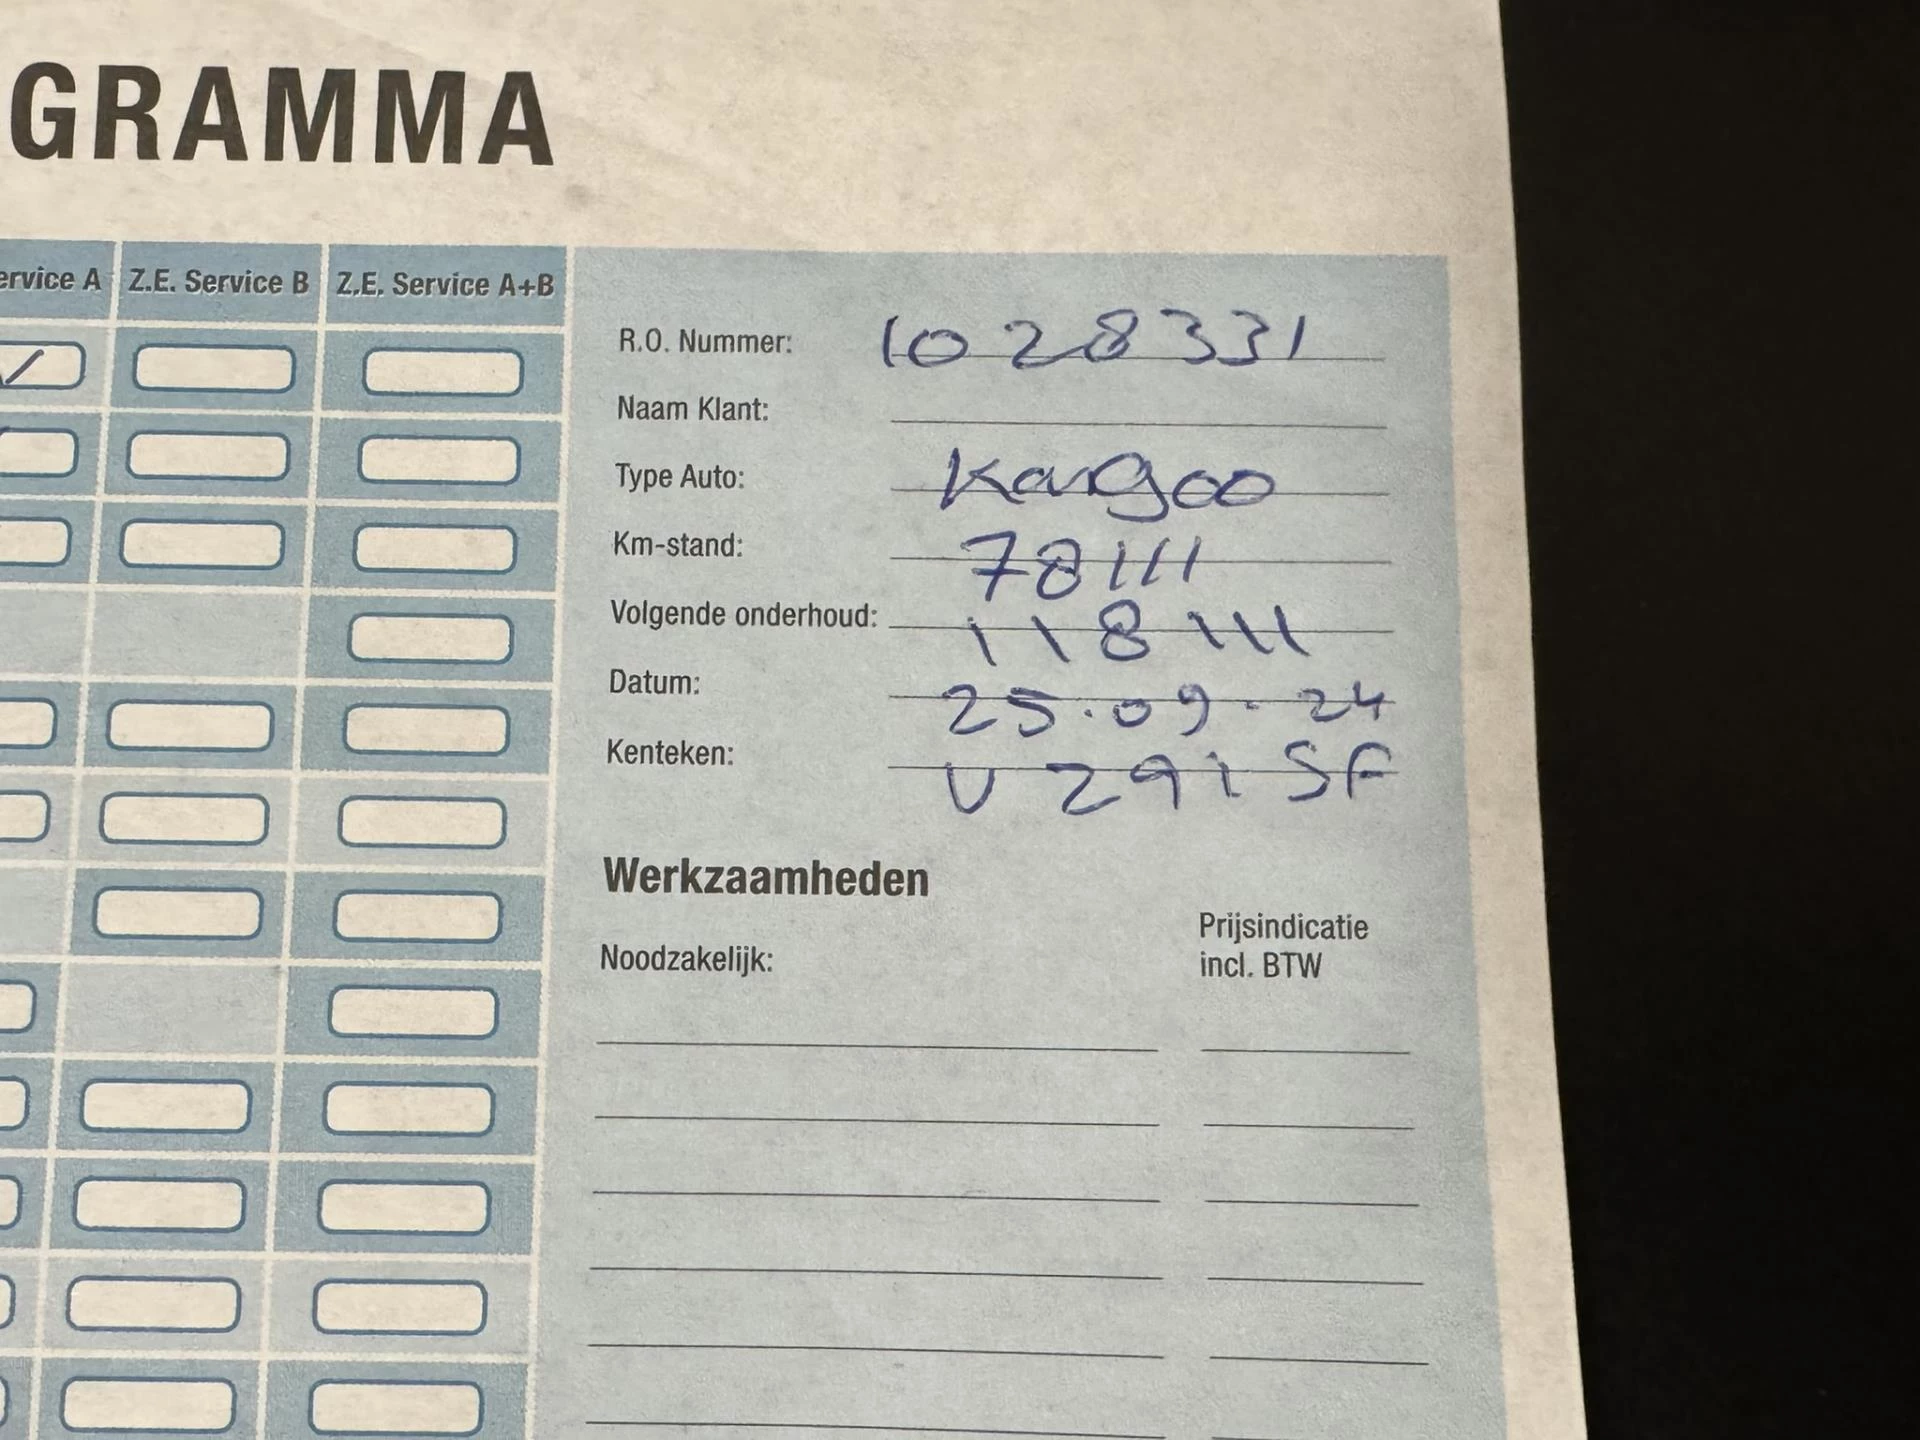 GRAMMA
ervice A Z.E. Service B Z.E. Service A+B
R.O. Nummer: 1028331
Naam Klant:
Type Auto: Kangoo
Km-stand: 78111
Volgende onderhoud: 118111
Datum: 25.09.24
Kenteken: V291SF
Werkzaamheden
Prijsindicatie
Noodzakelijk: incl. BTW